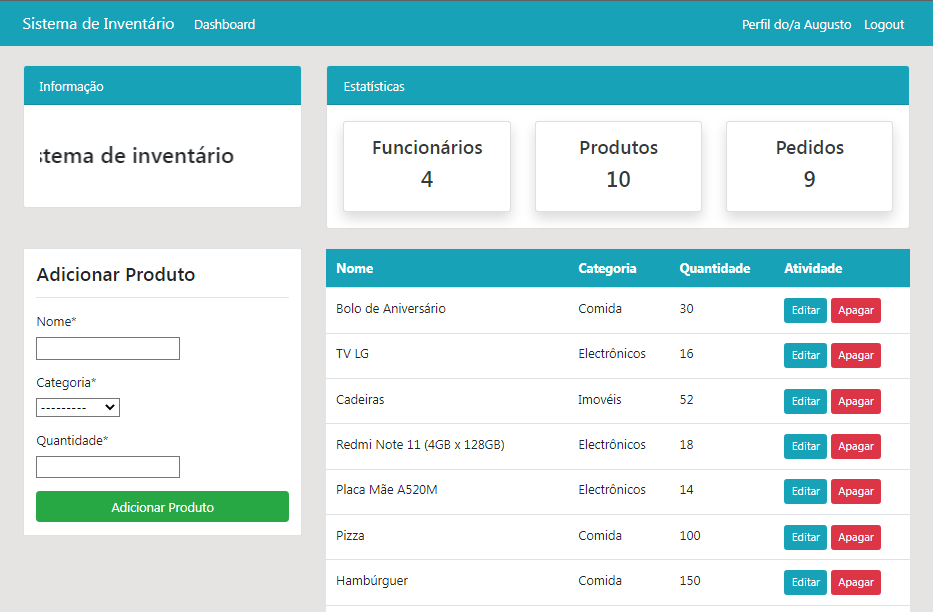 Sistema de Inventário Dashboard Perfil do/a Augusto Logout
Informação
stema de inventário
Estatísticas
Funcionários Produtos Pedidos
4 10 9
Adicionar Produto
Nome*
Categoria*
---------
Quantidade*
Adicionar Produto
Nome Categoria Quantidade Atividade
Bolo de Aniversário Comida 30 Editar Apagar
TV LG Electrônicos 16 Editar Apagar
Cadeiras Imovéis 52 Editar Apagar
Redmi Note 11 (4GB x 128GB) Electrônicos 18 Editar Apagar
Placa Mãe A520M Electrônicos 14 Editar Apagar
Pizza Comida 100 Editar Apagar
Hambúrguer Comida 150 Editar Apagar